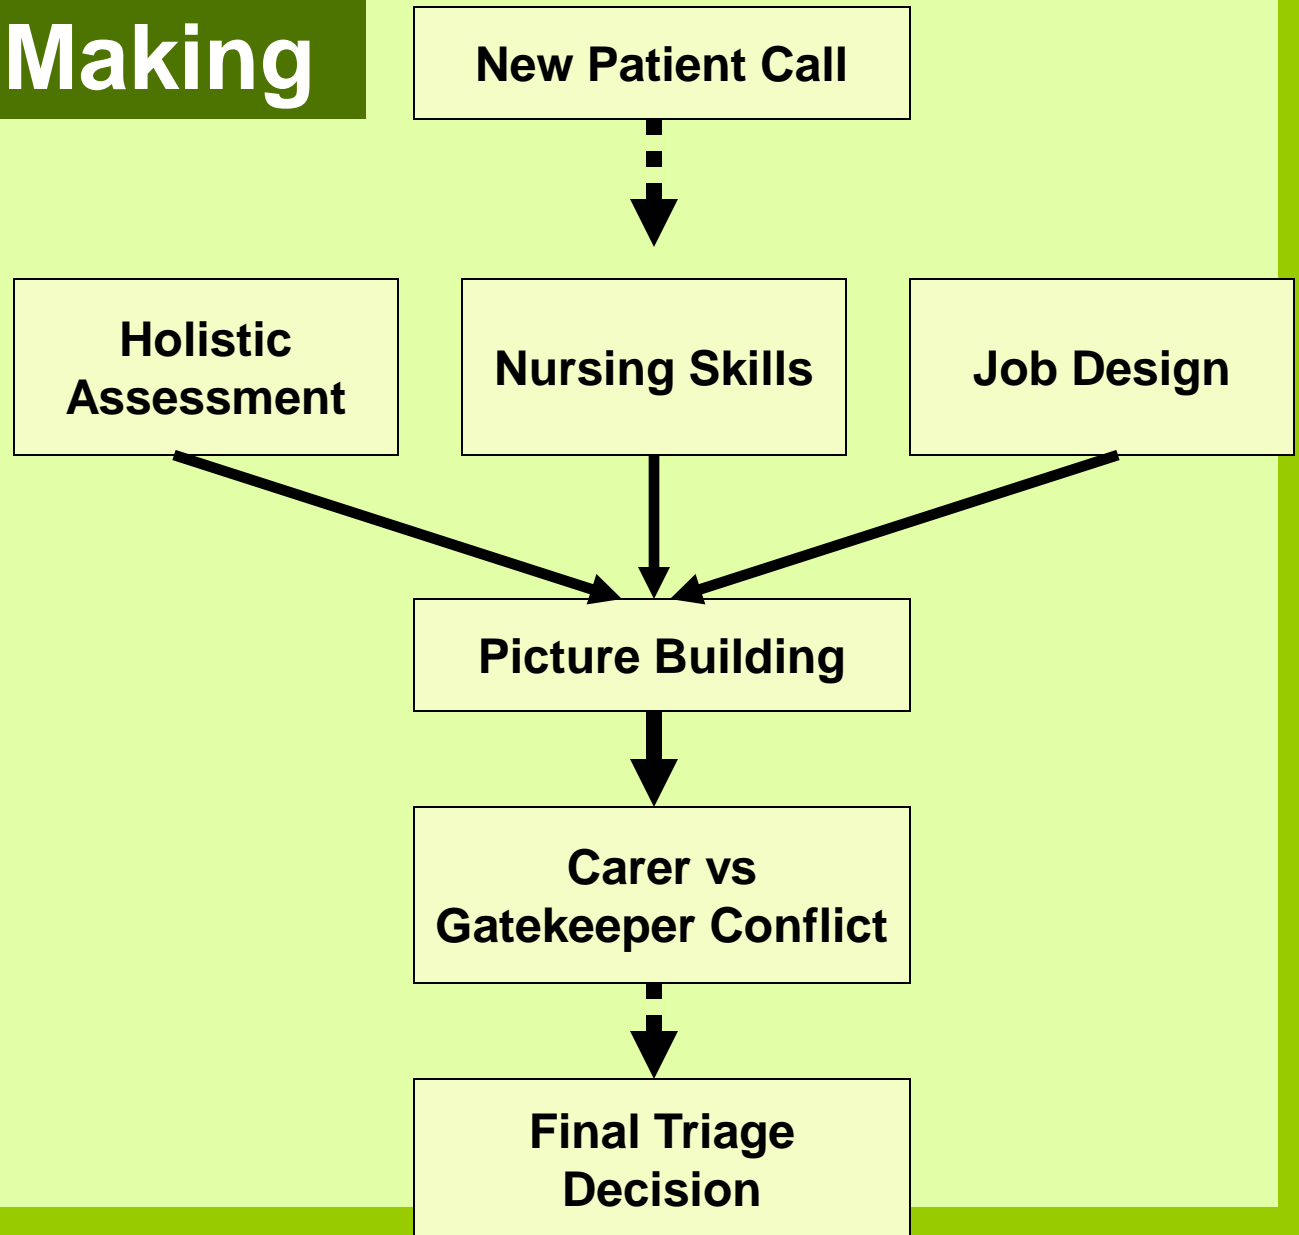 Making
New Patient Call
Holistic
Assessment
Nursing Skills
Job Design
Picture Building
Carer vs
Gatekeeper Conflict
Final Triage
Decision